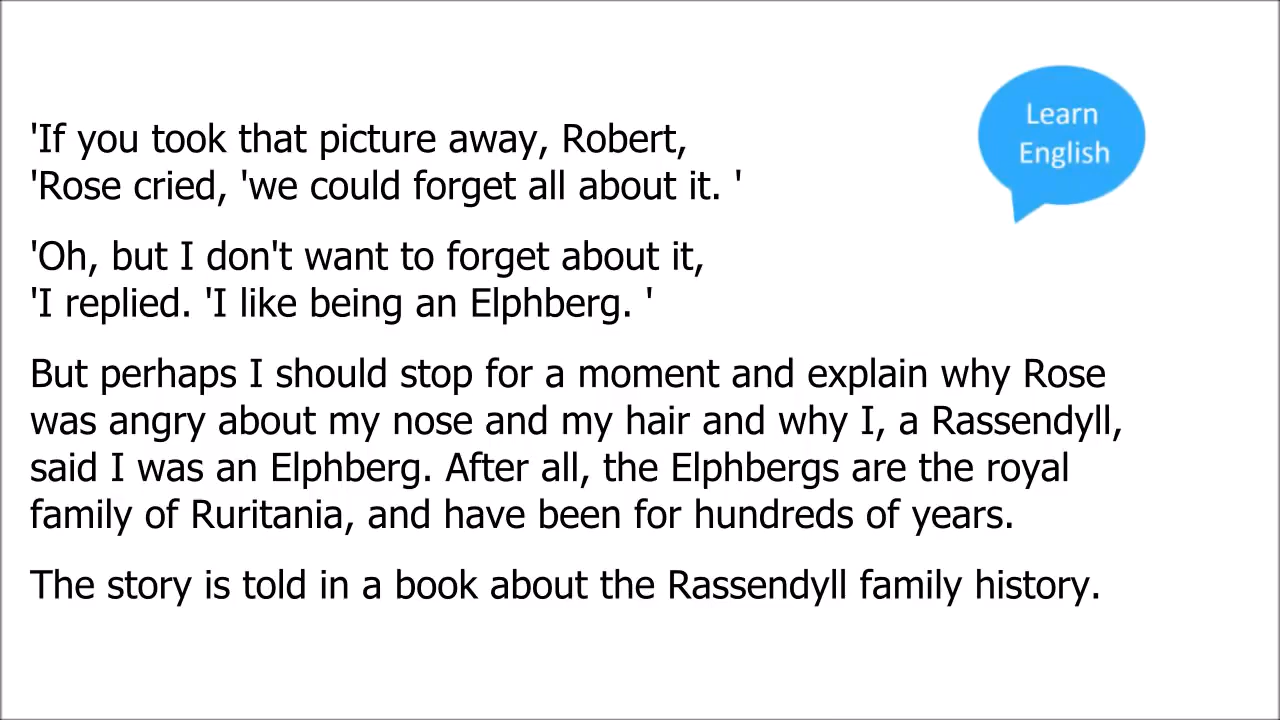 'If you took that picture away, Robert,
'Rose cried, 'we could forget all about it. '
'Oh, but I don't want to forget about it,
'I replied. 'I like being an Elphberg. '
But perhaps I should stop for a moment and explain why Rose
was angry about my nose and my hair and why I, a Rassendyll,
said I was an Elphberg. After all, the Elphbergs are the royal
family of Ruritania, and have been for hundreds of years.
The story is told in a book about the Rassendyll family history.
Learn
English